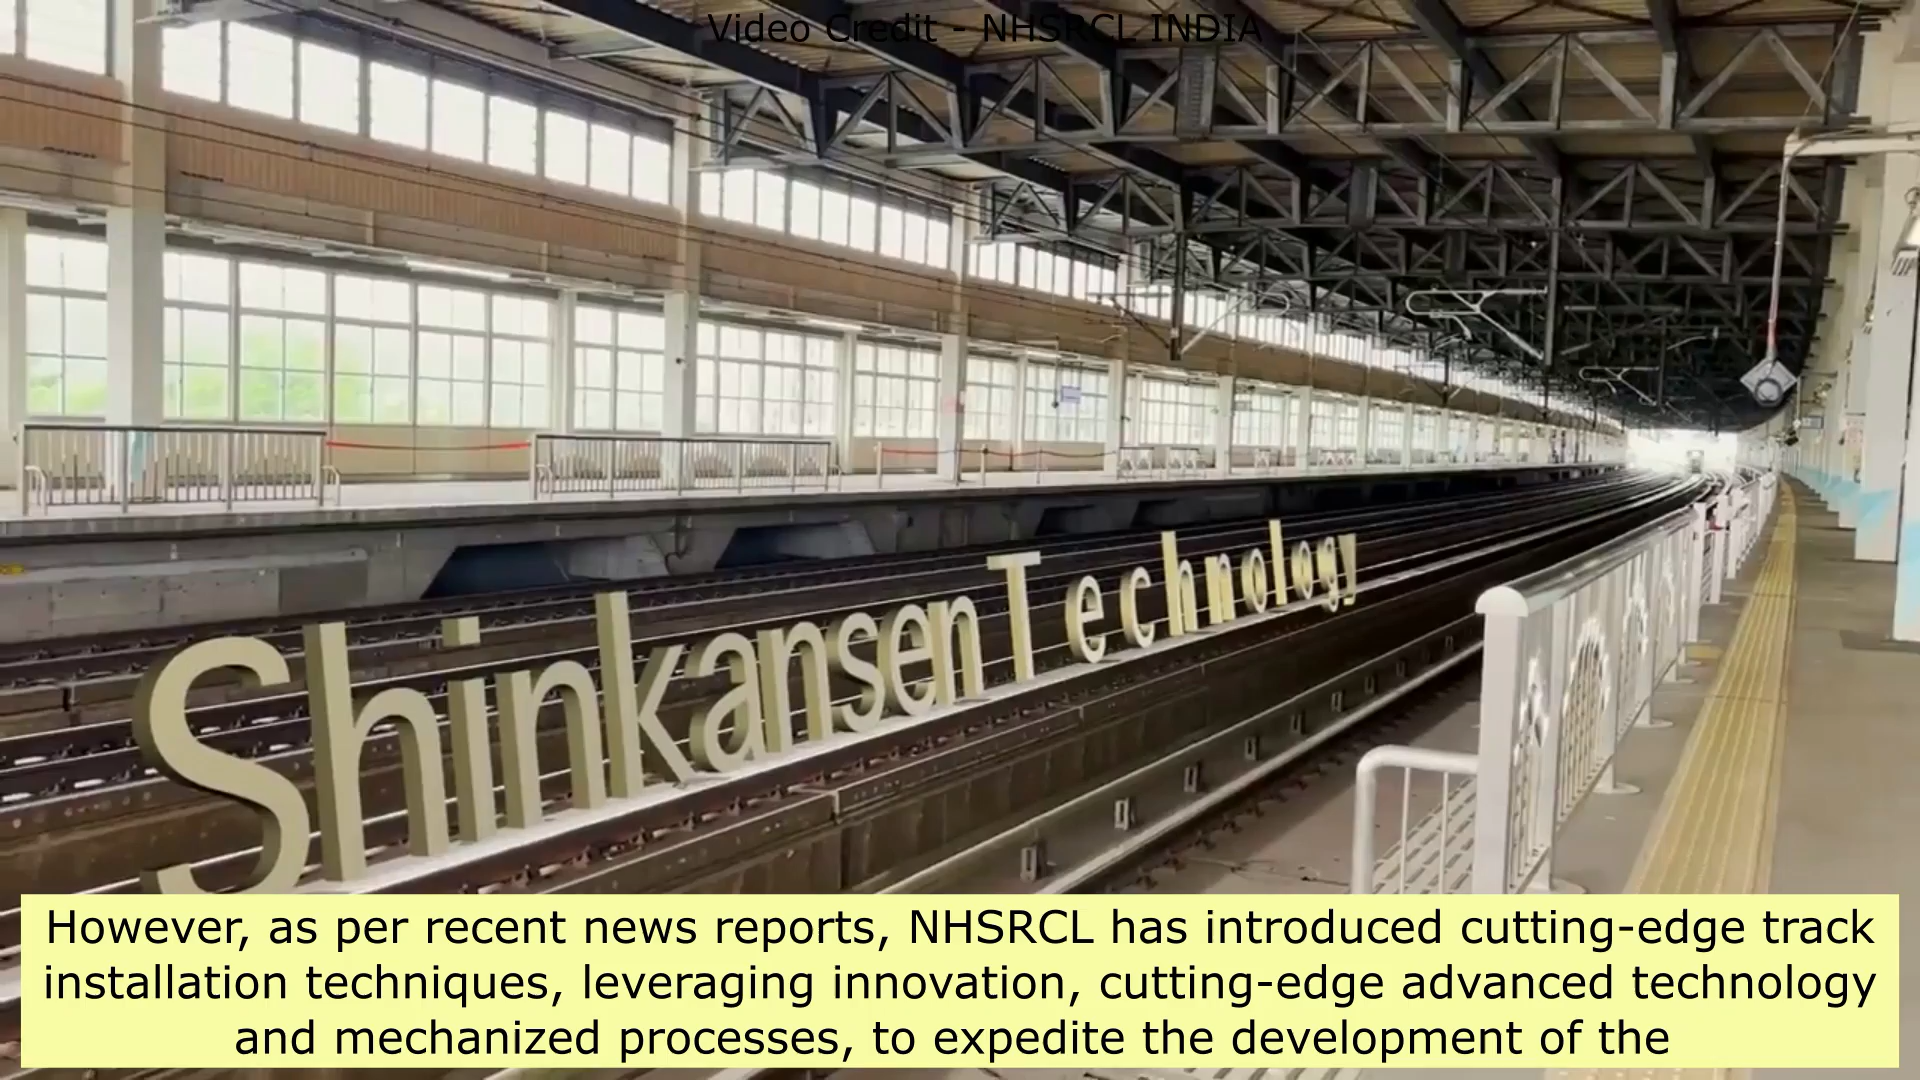 Video Credit - NHSRCL INDIA
Shinkansen Technology
However, as per recent news reports, NHSRCL has introduced cutting-edge track
installation techniques, leveraging innovation, cutting-edge advanced technology
and mechanized processes, to expedite the development of the